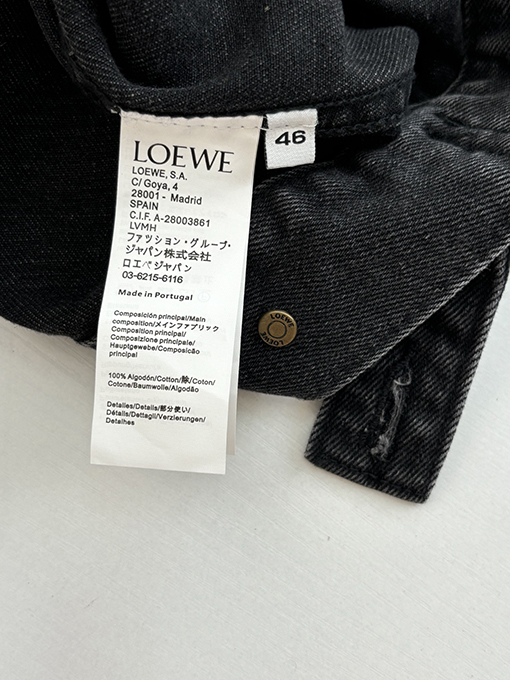 LOEWE
LOEWE, S.A.
C/ Goya, 4
28001 - Madrid
SPAIN
C.I.F. A-28003861
LVMH
ファッション・グループ・
ジャパン株式会社
ロエベジャパン
03-6215-6116
Made in Portugal
Composición principal/Main
composition/メインファブリック
Composition principal/
Composizione principale/
Hauptgewebe/Composicão
principal
100% Algodón/Cotton/除/Coton/
Cotone/Baumwolle/Algodão
Detalles/Details/部分使い/
Détails/Dettagli/Verzierungen/
Detalhes
46
LOEWE
LOEWE